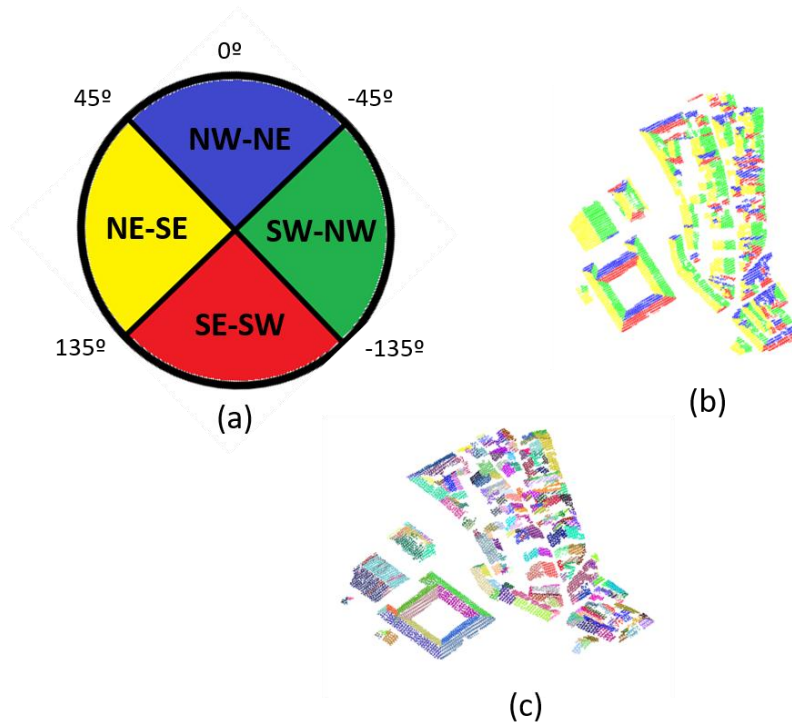 0º
45º
-45º
NW-NE
NE-SE
SW-NW
SE-SW
135º
-135º
(a)
(b)
(c)